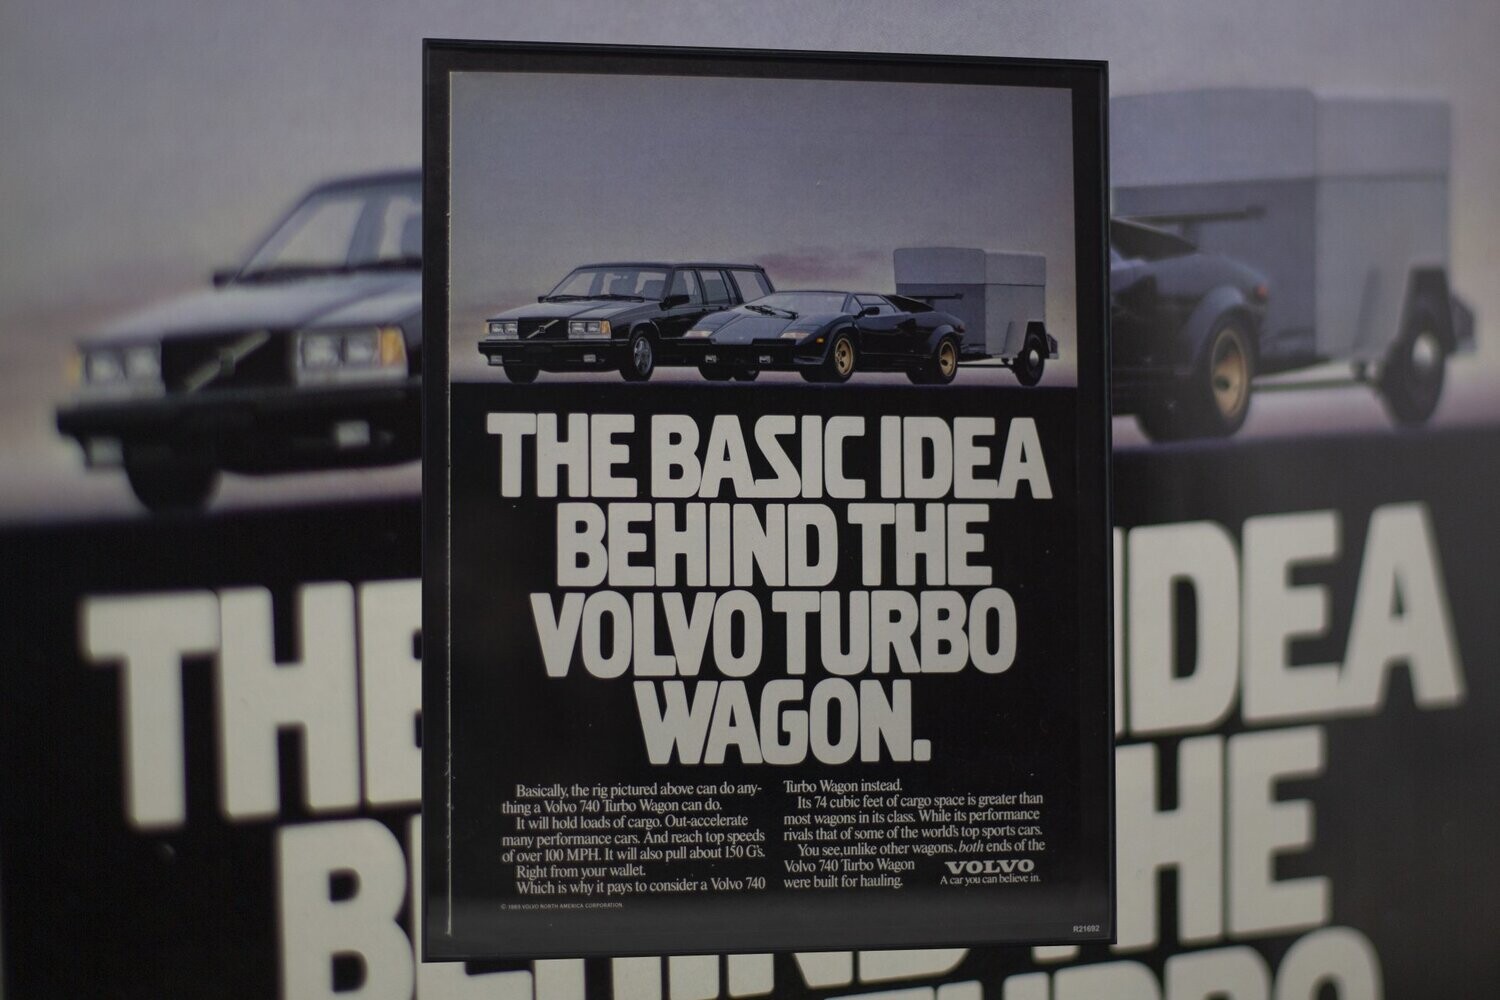 THE BASIC IDEA
BEHIND THE
VOLVO TURBO
WAGON.
Basically, the rig pictured above can do any-
thing a Volvo 740 Turbo Wagon can do.
It will hold loads of cargo. Out-accelerate
many performance cars. And reach top speeds
of over 100 MPH. It will also pull about 150 G's.
Right from your wallet.
Which is why it pays to consider a Volvo 740
Turbo Wagon instead.
Its 74 cubic feet of cargo space is greater than
most wagons in its class. While its performance
rivals that of some of the world's top sports cars.
You see, unlike other wagons, both ends of the
Volvo 740 Turbo Wagon
were built for hauling.
VOLVO
A car you can believe in.
© 1985 VOLVO NORTH AMERICA CORPORATION.
R21692
THE
IDEA
BEHIND THE
TURBO